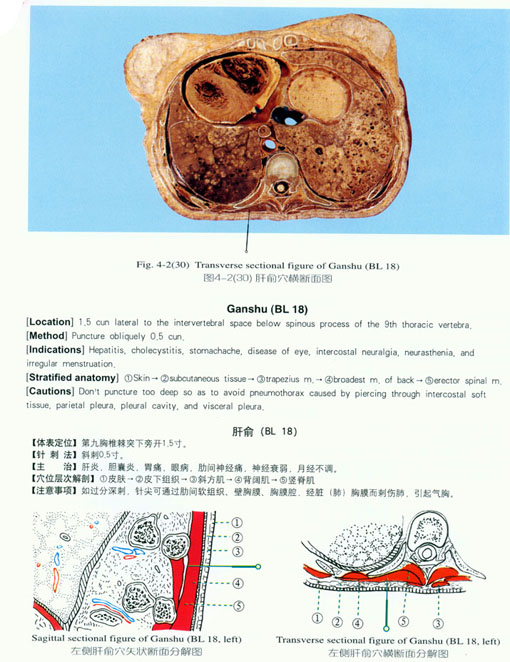 Fig. 4-2(30) Transverse sectional figure of Ganshu (BL 18)
图4-2(30) 肝俞穴横断面图
Ganshu (BL 18)
[Location] 1.5 cun lateral to the intervertebral space below spinous process of the 9th thoracic vertebra.
[Method] Puncture obliquely 0.5 cun.
[Indications] Hepatitis, cholecystitis, stomachache, disease of eye, intercostal neuralgia, neurasthenia, and
irregular menstruation.
[Stratified anatomy] ①Skin→②subcutaneous tissue→③trapezius m.→④broadest m. of back→⑤erector spinal m.
[Cautions] Don't puncture too deep so as to avoid pneumothorax caused by piercing through intercostal soft
tissue, parietal pleura, pleural cavity, and visceral pleura.
肝俞 (BL 18)
【体表定位】第九胸椎棘突下旁开1.5寸。
【针 刺 法】斜刺0.5寸。
【主 治】肝炎、胆囊炎、胃痛、眼病、肋间神经痛、神经衰弱、月经不调。
【穴位层次解剖】①皮肤→②皮下组织→③斜方肌→④背阔肌→⑤竖脊肌
【注意事项】如过分深刺，针尖可通过肋间软组织、壁胸膜、胸膜腔、经脏（肺）胸膜而刺伤肺，引起气胸。
①
②
③
④
⑤
Sagittal sectional figure of Ganshu (BL 18, left)
左侧肝俞穴矢状断面分解图
① ② ④ ⑤ ③
Transverse sectional figure of Ganshu (BL 18, left)
左侧肝俞穴横断面分解图